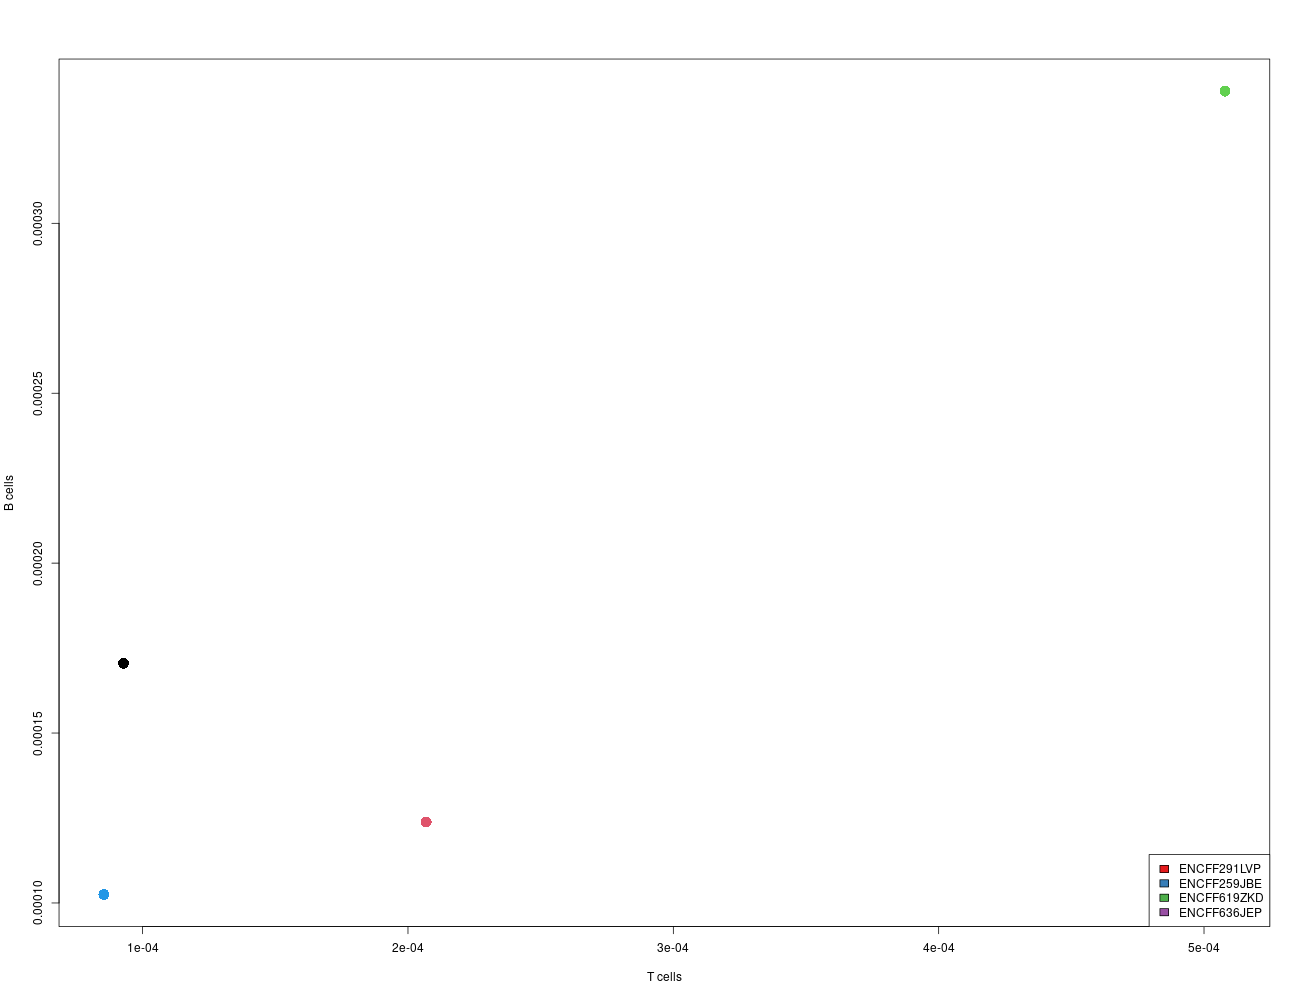 0.00030
0.00025
0.00020
0.00015
0.00010
B cells
1e-04
2e-04
3e-04
4e-04
5e-04
T cells
ENCFF291LVP
ENCFF259JBE
ENCFF619ZKD
ENCFF636JEP